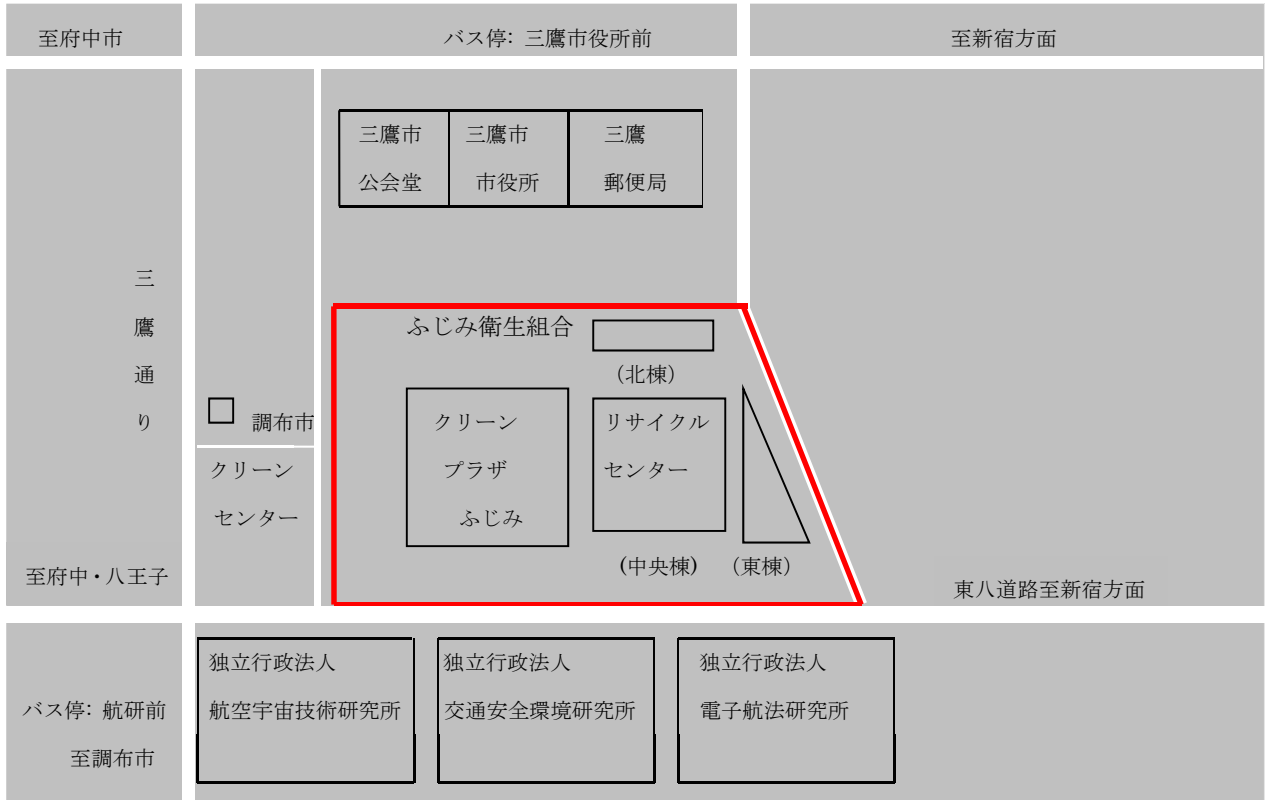 至府中市
バス停: 三鷹市役所前
至新宿方面
三鷹市
公会堂
三鷹市
市役所
三鷹
郵便局
三鷹通り
ふじみ衛生組合
(北棟)
調布市
クリーン
センター
クリーン
プラザ
ふじみ
リサイクル
センター
(中央棟)
(東棟)
至府中・八王子
東八道路至新宿方面
バス停: 航研前
至調布市
独立行政法人
航空宇宙技術研究所
独立行政法人
交通安全環境研究所
独立行政法人
電子航法研究所